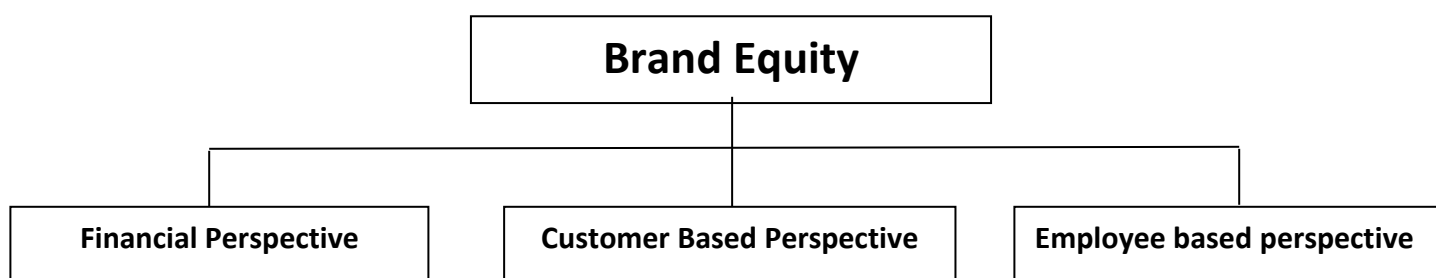 Brand Equity
Financial Perspective
Customer Based Perspective
Employee based perspective